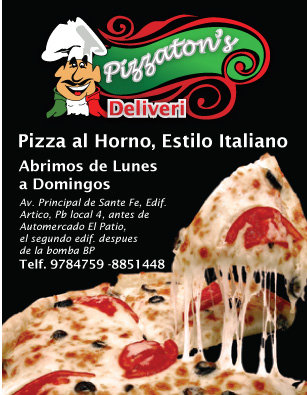 Pizzaton's
Deliveri
Pizza al Horno, Estilo Italiano
Abrimos de Lunes
a Domingos
Av. Principal de Sante Fe, Edif.
Artico, Pb local 4, antes de
Automercado El Patio,
el segundo edif. despues
de la bomba BP
Telf. 9784759 -8851448